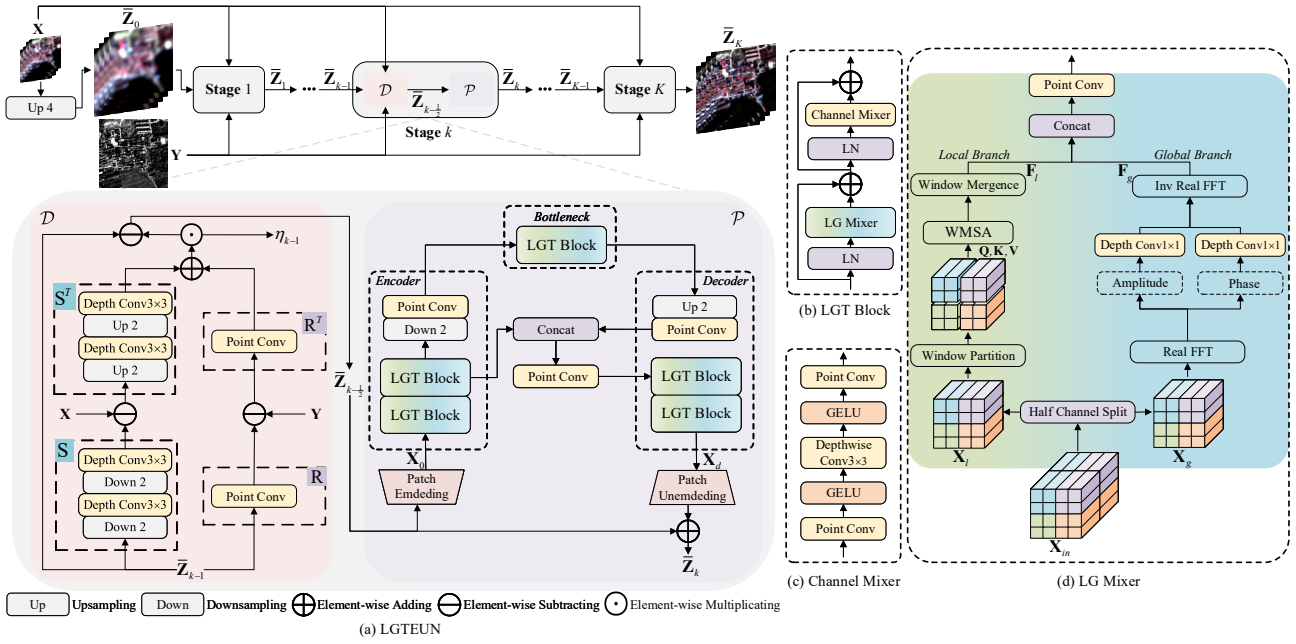 X
Z̄₀
Up 4
Stage 1
Z̄₁
···
Z̄ₖ₋₁
𝒟
Z̄ₖ₋½
𝒫
Stage k
Z̄ₖ
···
Z̄_{K-1}
Stage K
Z̄_K
Y
𝒟
ηₖ₋₁
Sᵀ
Depth Conv3×3
Up 2
Depth Conv3×3
Up 2
Rᵀ
Point Conv
X
Y
S
Depth Conv3×3
Down 2
Depth Conv3×3
Down 2
R
Point Conv
Z̄ₖ₋₁
Z̄ₖ₋½
𝒫
Bottleneck
LGT Block
Encoder
Point Conv
Down 2
LGT Block
LGT Block
X₀
Patch
Emdeding
Concat
Point Conv
Decoder
Up 2
Point Conv
LGT Block
LGT Block
X_d
Patch
Unemdeding
Z̄ₖ
Up Upsampling Down Downsampling Element-wise Adding Element-wise Subtracting Element-wise Multiplicating
(a) LGTEUN
Channel Mixer
LN
LG Mixer
LN
(b) LGT Block
Point Conv
GELU
Depthwise
Conv3×3
GELU
Point Conv
(c) Channel Mixer
Point Conv
Concat
Local Branch
Global Branch
F_l
F_g
Window Mergence
Inv Real FFT
WMSA
Q, K, V
Depth Conv1×1
Depth Conv1×1
Amplitude
Phase
Window Partition
Real FFT
Half Channel Split
X_l
X_g
X_in
(d) LG Mixer